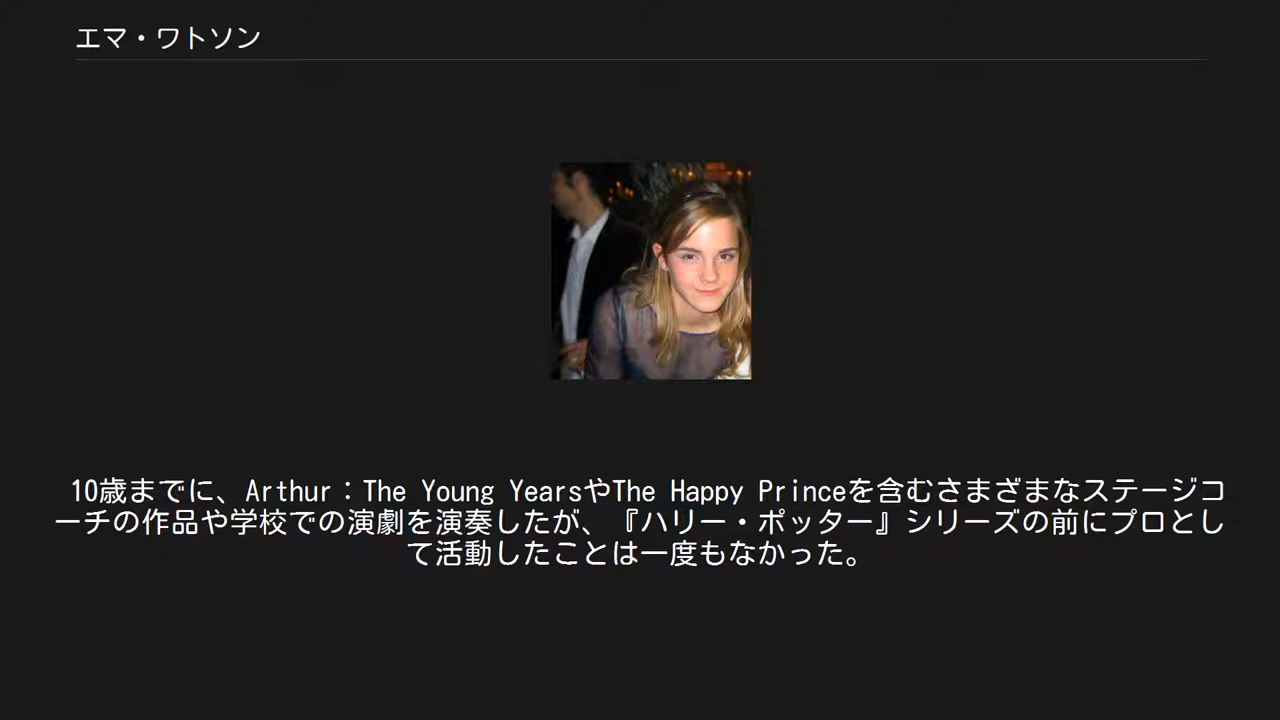 エマ・ワトソン
10歳までに、Arthur：The Young YearsやThe Happy Princeを含むさまざまなステージコ
ーチの作品や学校での演劇を演奏したが、『ハリー・ポッター』シリーズの前にプロとし
て活動したことは一度もなかった。